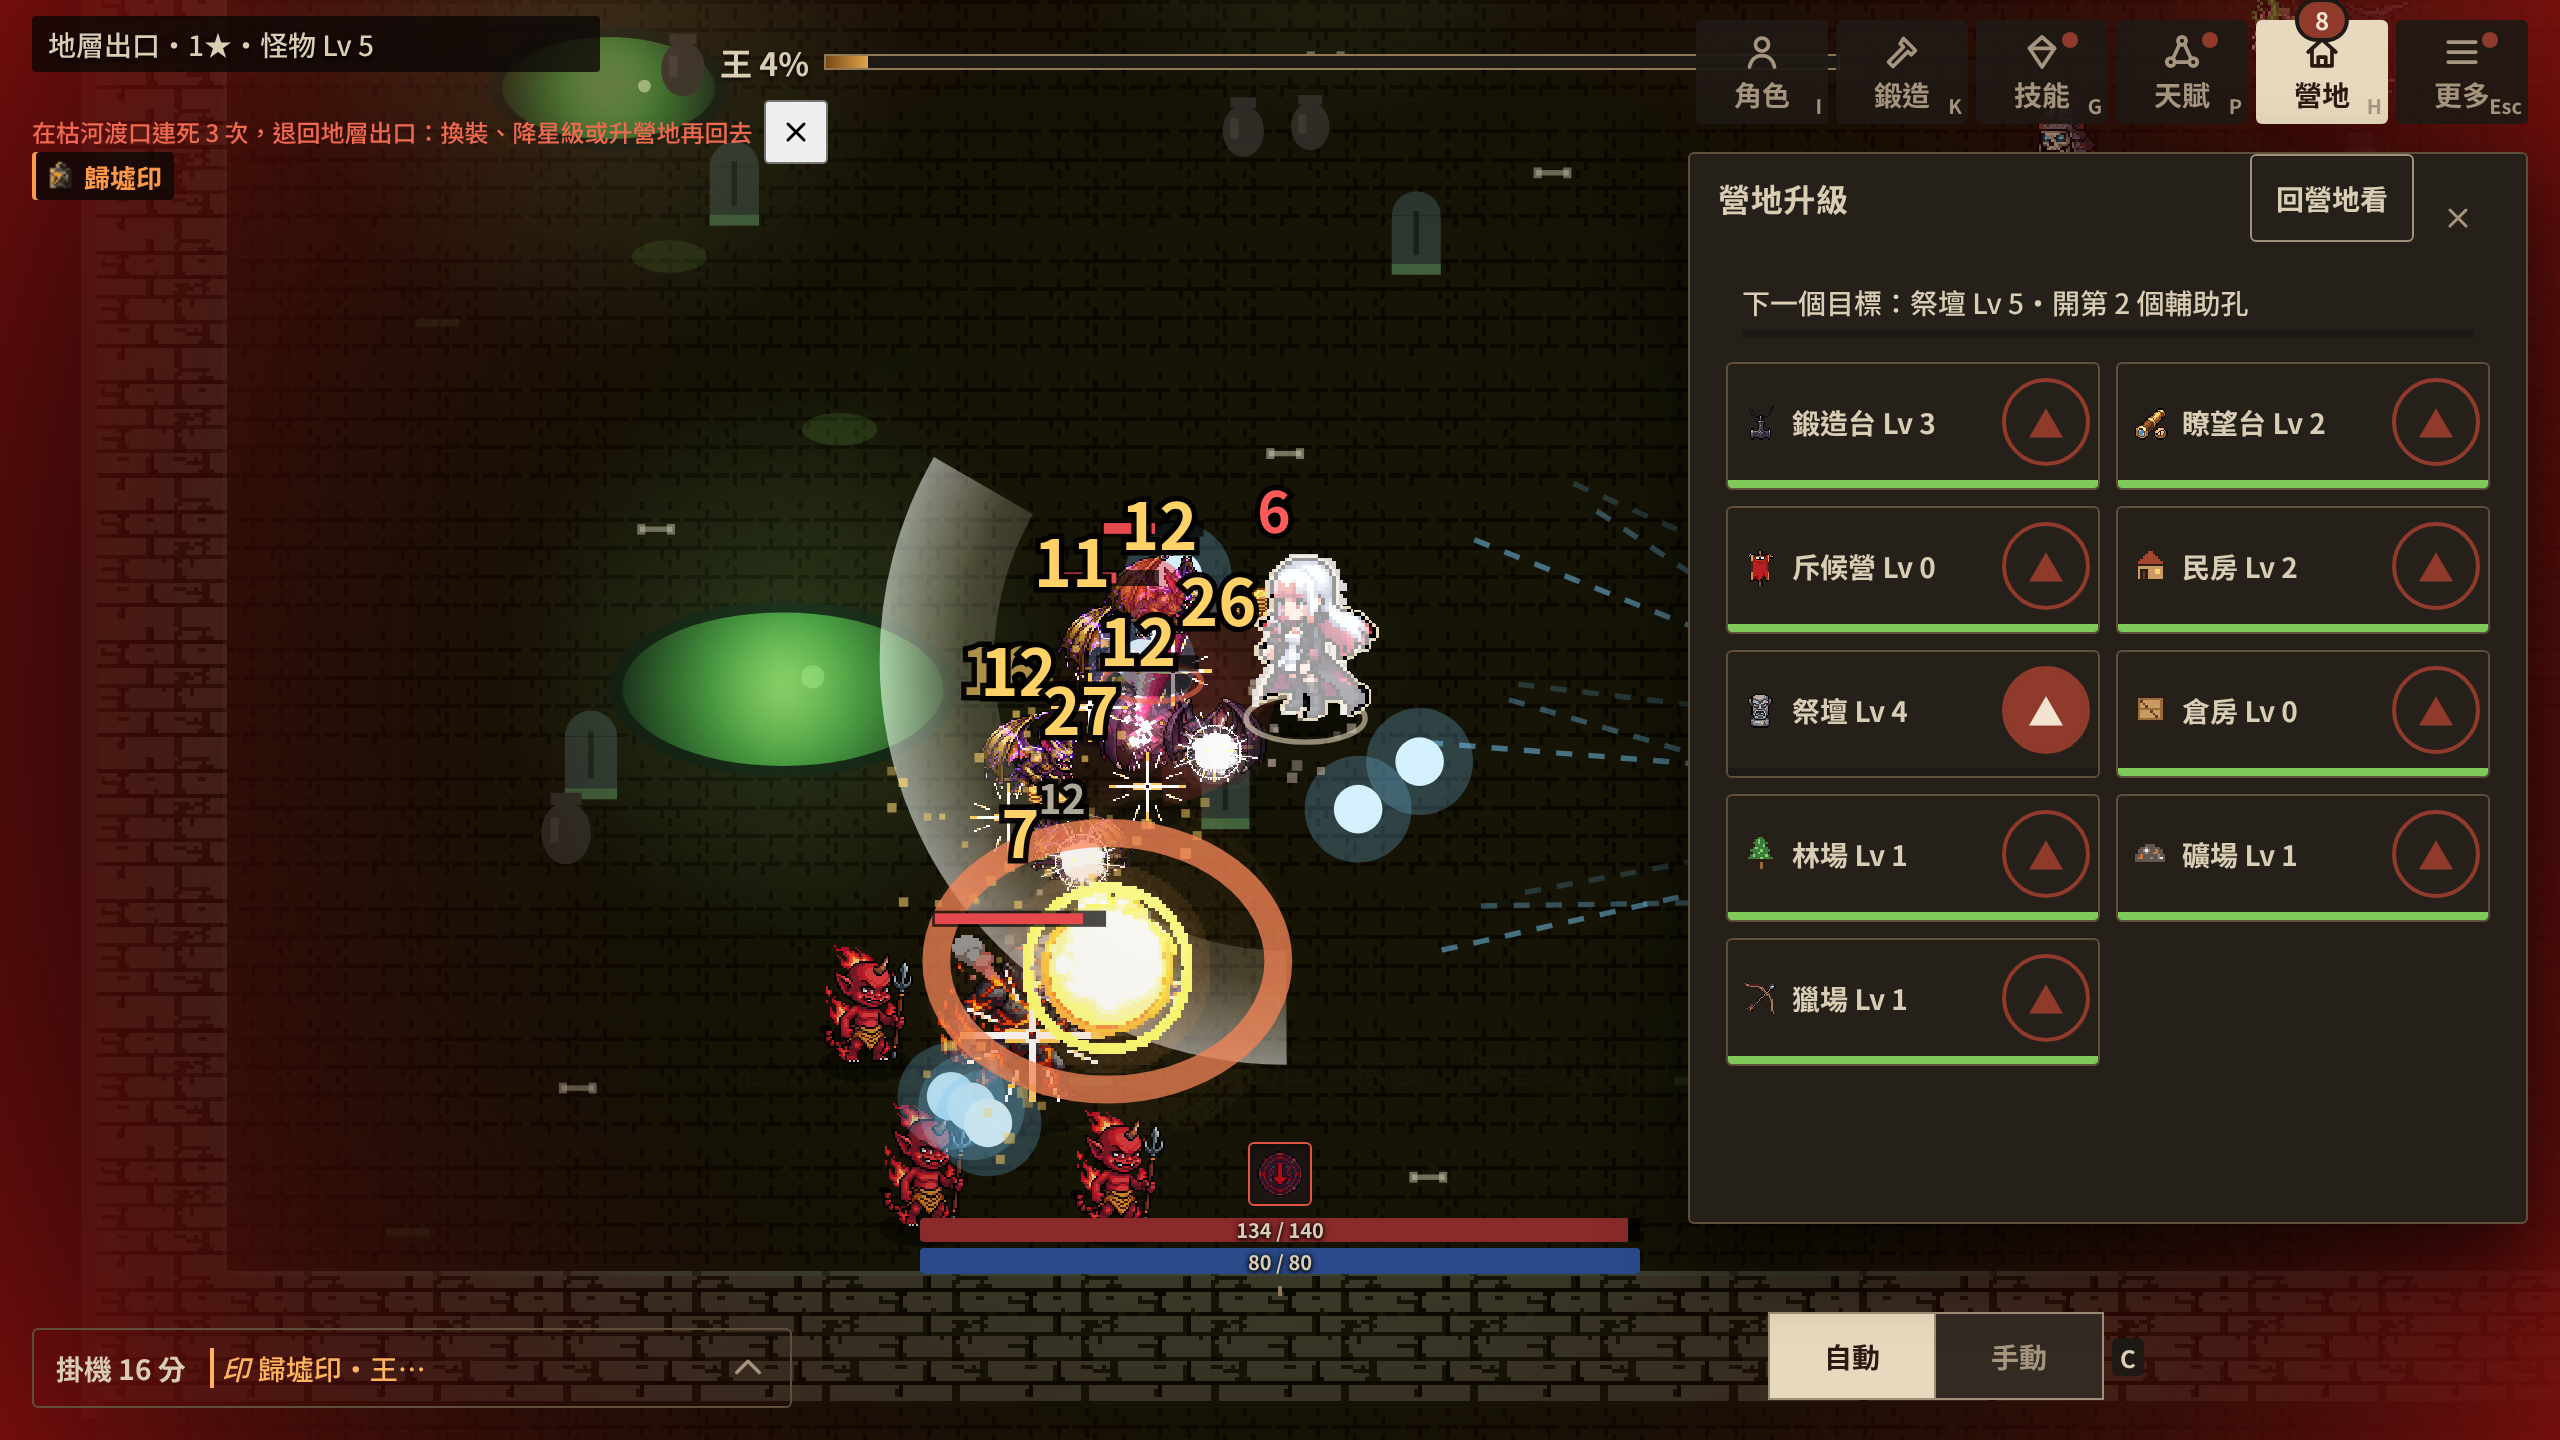 地層出口・1★・怪物 Lv 5
王 4%
在枯河渡口連死 3 次，退回地層出口：換裝、降星級或升營地再回去
歸墟印
角色 I
鍛造 K
技能 G
天賦 P
8
營地 H
更多 Esc
營地升級
回營地看
下一個目標：祭壇 Lv 5・開第 2 個輔助孔
鍛造台 Lv 3
瞭望台 Lv 2
斥候營 Lv 0
民房 Lv 2
祭壇 Lv 4
倉房 Lv 0
林場 Lv 1
礦場 Lv 1
獵場 Lv 1
12
6
11
26
12
12
27
12
7
134 / 140
80 / 80
掛機 16 分
印 歸墟印・王…
自動
手動
C